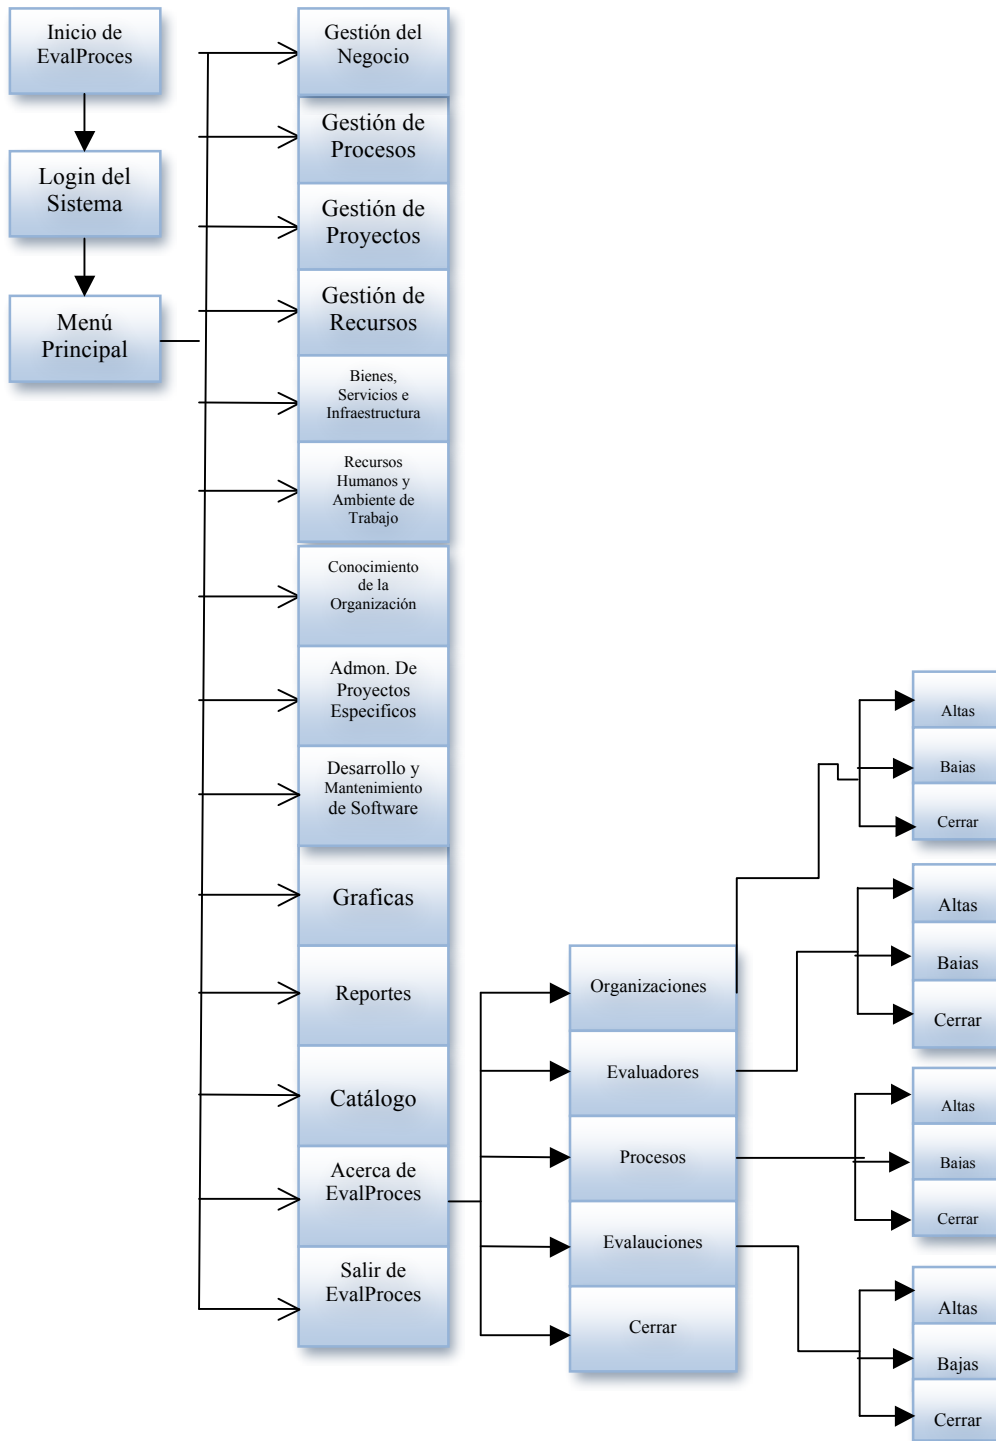 Inicio de
EvalProces
Login del
Sistema
Menú
Principal
Gestión del
Negocio
Gestión de
Procesos
Gestión de
Proyectos
Gestión de
Recursos
Bienes,
Servicios e
Infraestructura
Recursos
Humanos y
Ambiente de
Trabajo
Conocimiento
de la
Organización
Admon. De
Proyectos
Especificos
Desarrollo y
Mantenimiento
de Software
Graficas
Reportes
Catálogo
Acerca de
EvalProces
Salir de
EvalProces
Organizaciones
Evaluadores
Procesos
Evalauciones
Cerrar
Altas
Bajas
Cerrar
Altas
Bajas
Cerrar
Altas
Bajas
Cerrar
Altas
Bajas
Cerrar